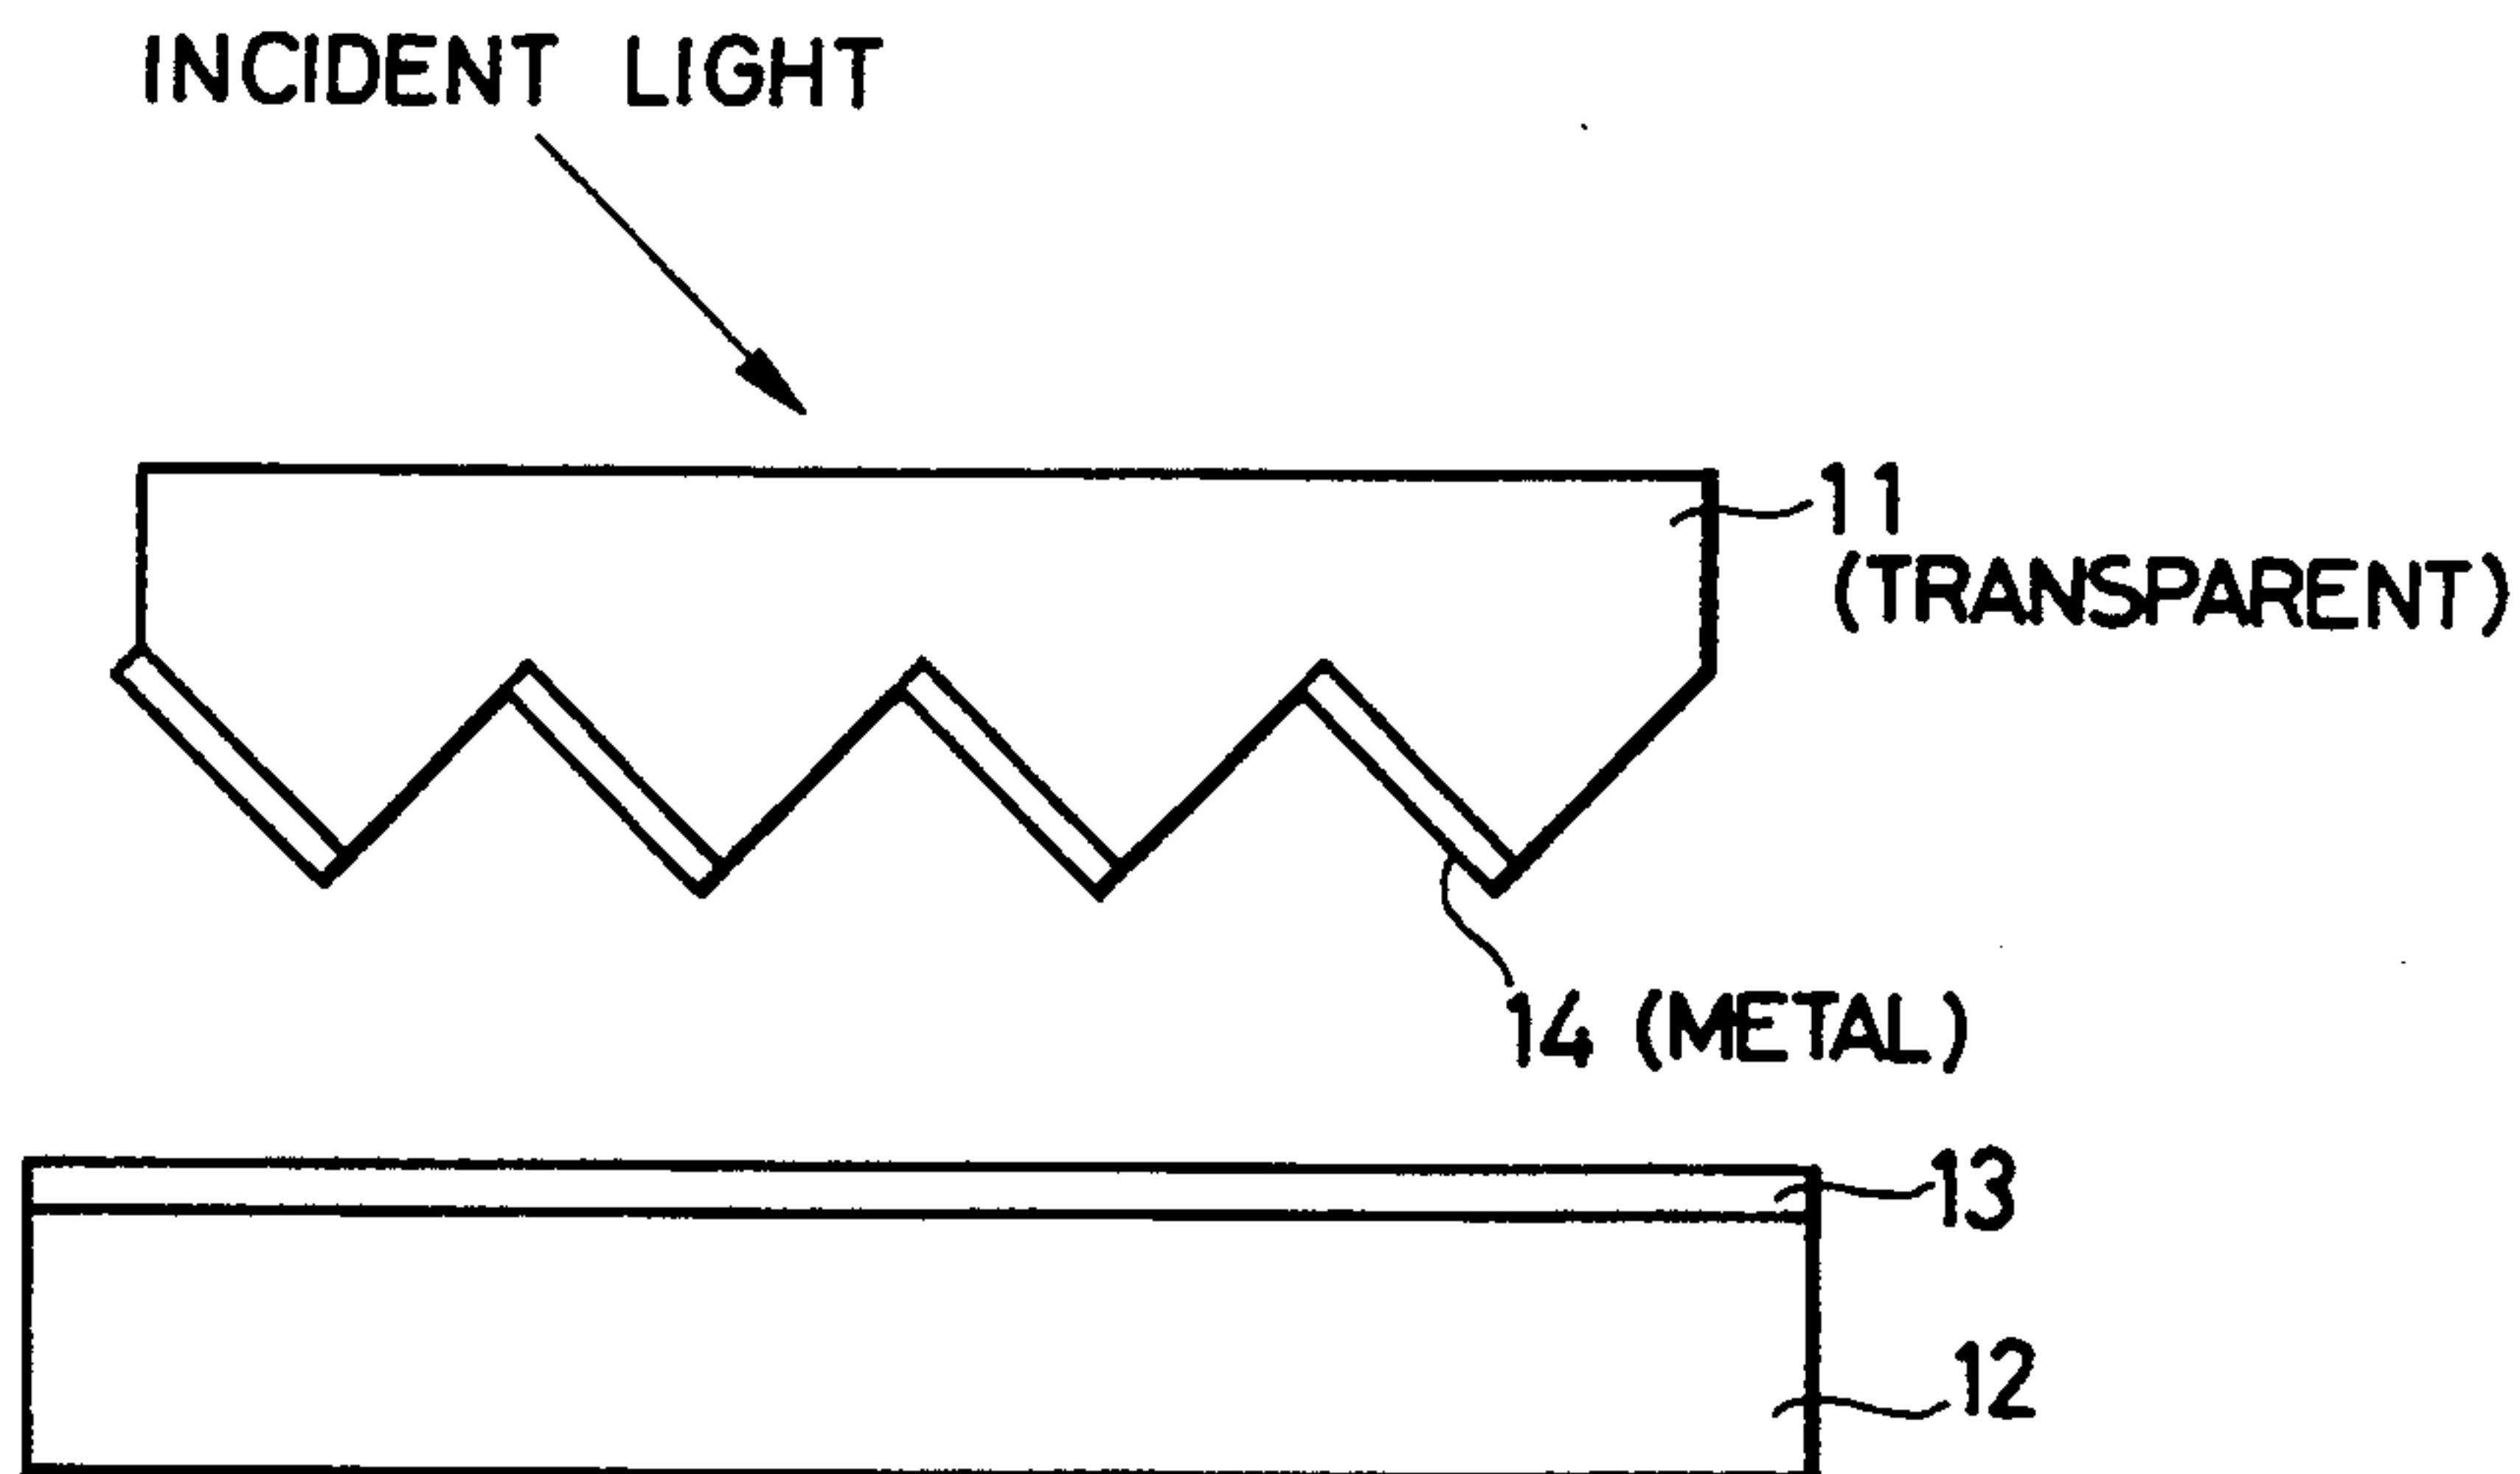 INCIDENT LIGHT
11
(TRANSPARENT)
14 (METAL)
13
12